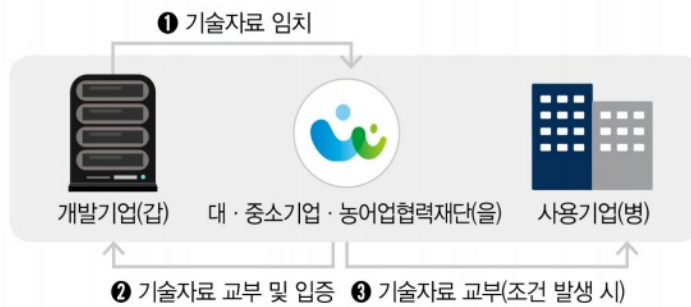 ❶ 기술자료 임치
개발기업(갑)
대 · 중소기업 · 농어업협력재단(을)
사용기업(병)
❷ 기술자료 교부 및 입증
❸ 기술자료 교부(조건 발생 시)